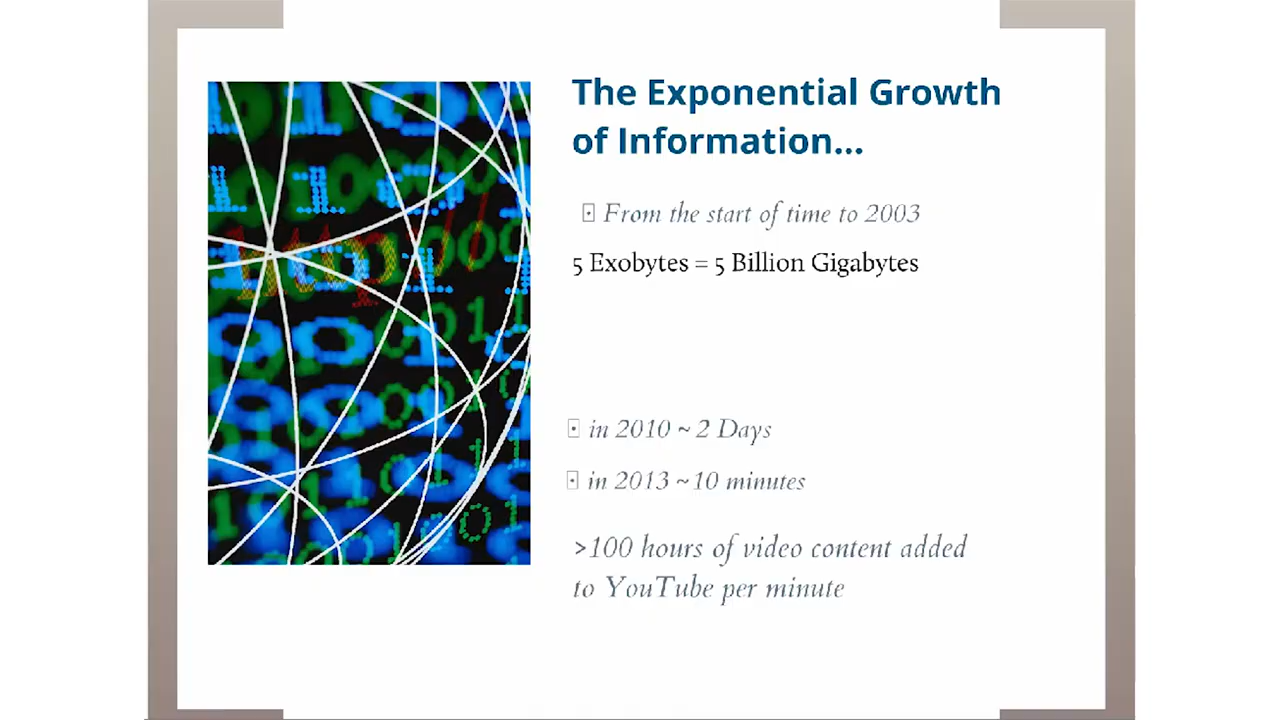 The Exponential Growth
of Information...
From the start of time to 2003
5 Exobytes = 5 Billion Gigabytes
in 2010 ~ 2 Days
in 2013 ~ 10 minutes
>100 hours of video content added
to YouTube per minute
http://